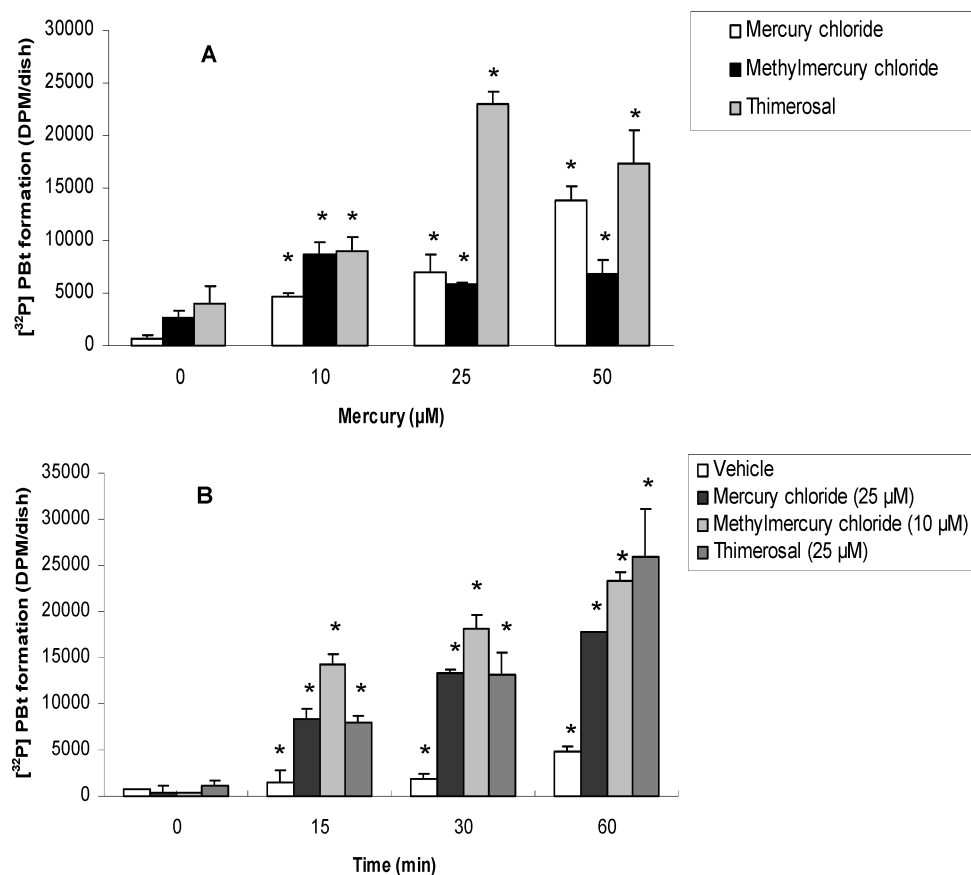 A
[³²P] PBt formation (DPM/dish)
30000
25000
20000
15000
10000
5000
0
* * *
* * *
* * *
0 10 25 50
Mercury (µM)
Mercury chloride
Methylmercury chloride
Thimerosal
B
[³²P] PBt formation (DPM/dish)
35000
30000
25000
20000
15000
10000
5000
0
* * * *
* * * *
* * * *
0 15 30 60
Time (min)
Vehicle
Mercury chloride (25 µM)
Methylmercury chloride (10 µM)
Thimerosal (25 µM)